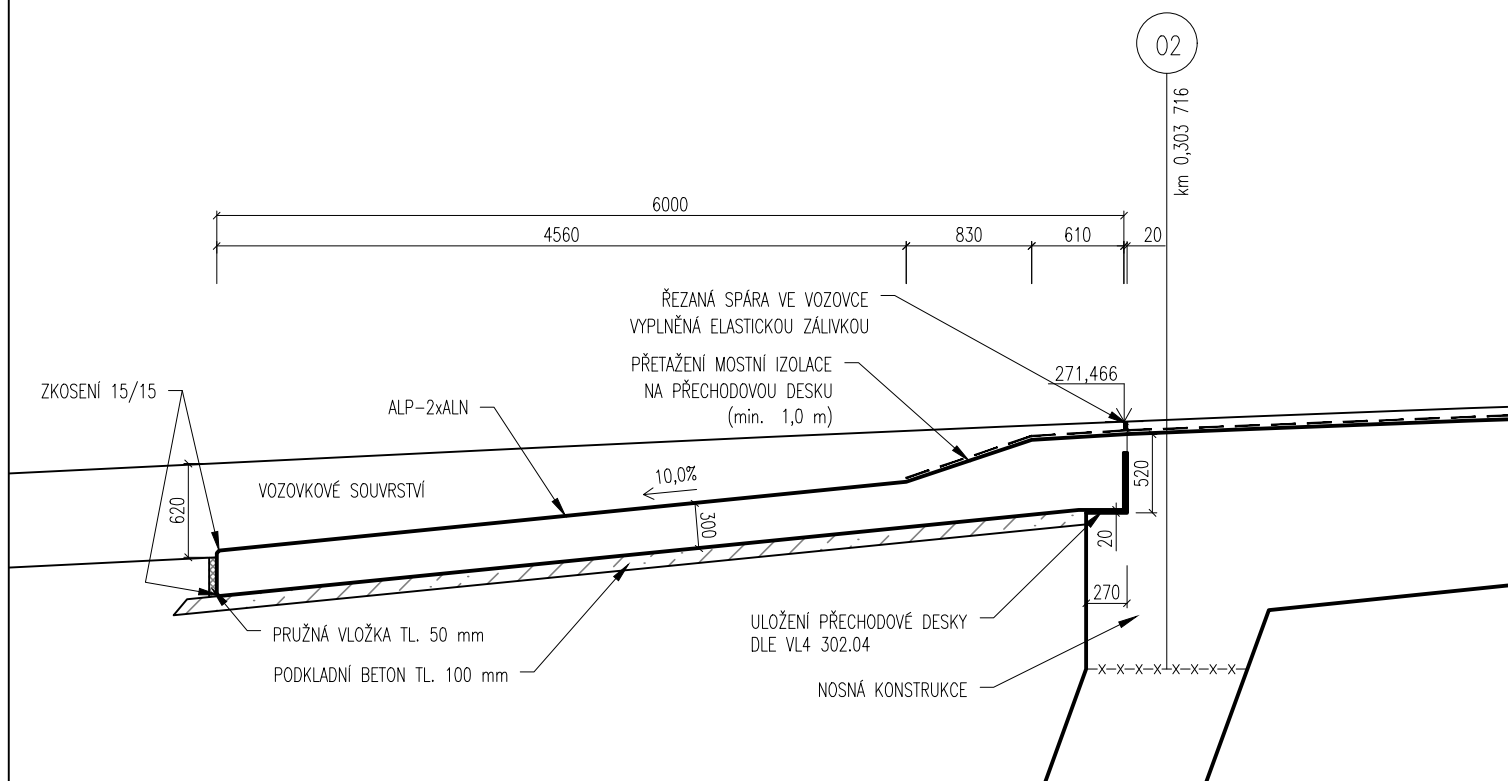 02
km 0,303 716
6000
4560
830
610
20
ŘEZANÁ SPÁRA VE VOZOVCE
VYPLNĚNÁ ELASTICKOU ZÁLIVKOU
PŘETAŽENÍ MOSTNÍ IZOLACE
NA PŘECHODOVOU DESKU
(min. 1,0 m)
271,466
ZKOSENÍ 15/15
ALP-2xALN
10,0%
VOZOVKOVÉ SOUVRSTVÍ
620
300
520
20
270
PRUŽNÁ VLOŽKA TL. 50 mm
PODKLADNÍ BETON TL. 100 mm
ULOŽENÍ PŘECHODOVÉ DESKY
DLE VL4 302.04
NOSNÁ KONSTRUKCE